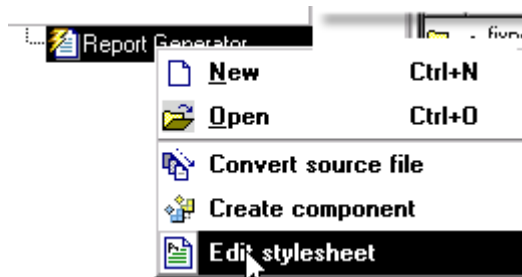 Report Generator
New Ctrl+N
Open Ctrl+O
Convert source file
Create component
Edit stylesheet